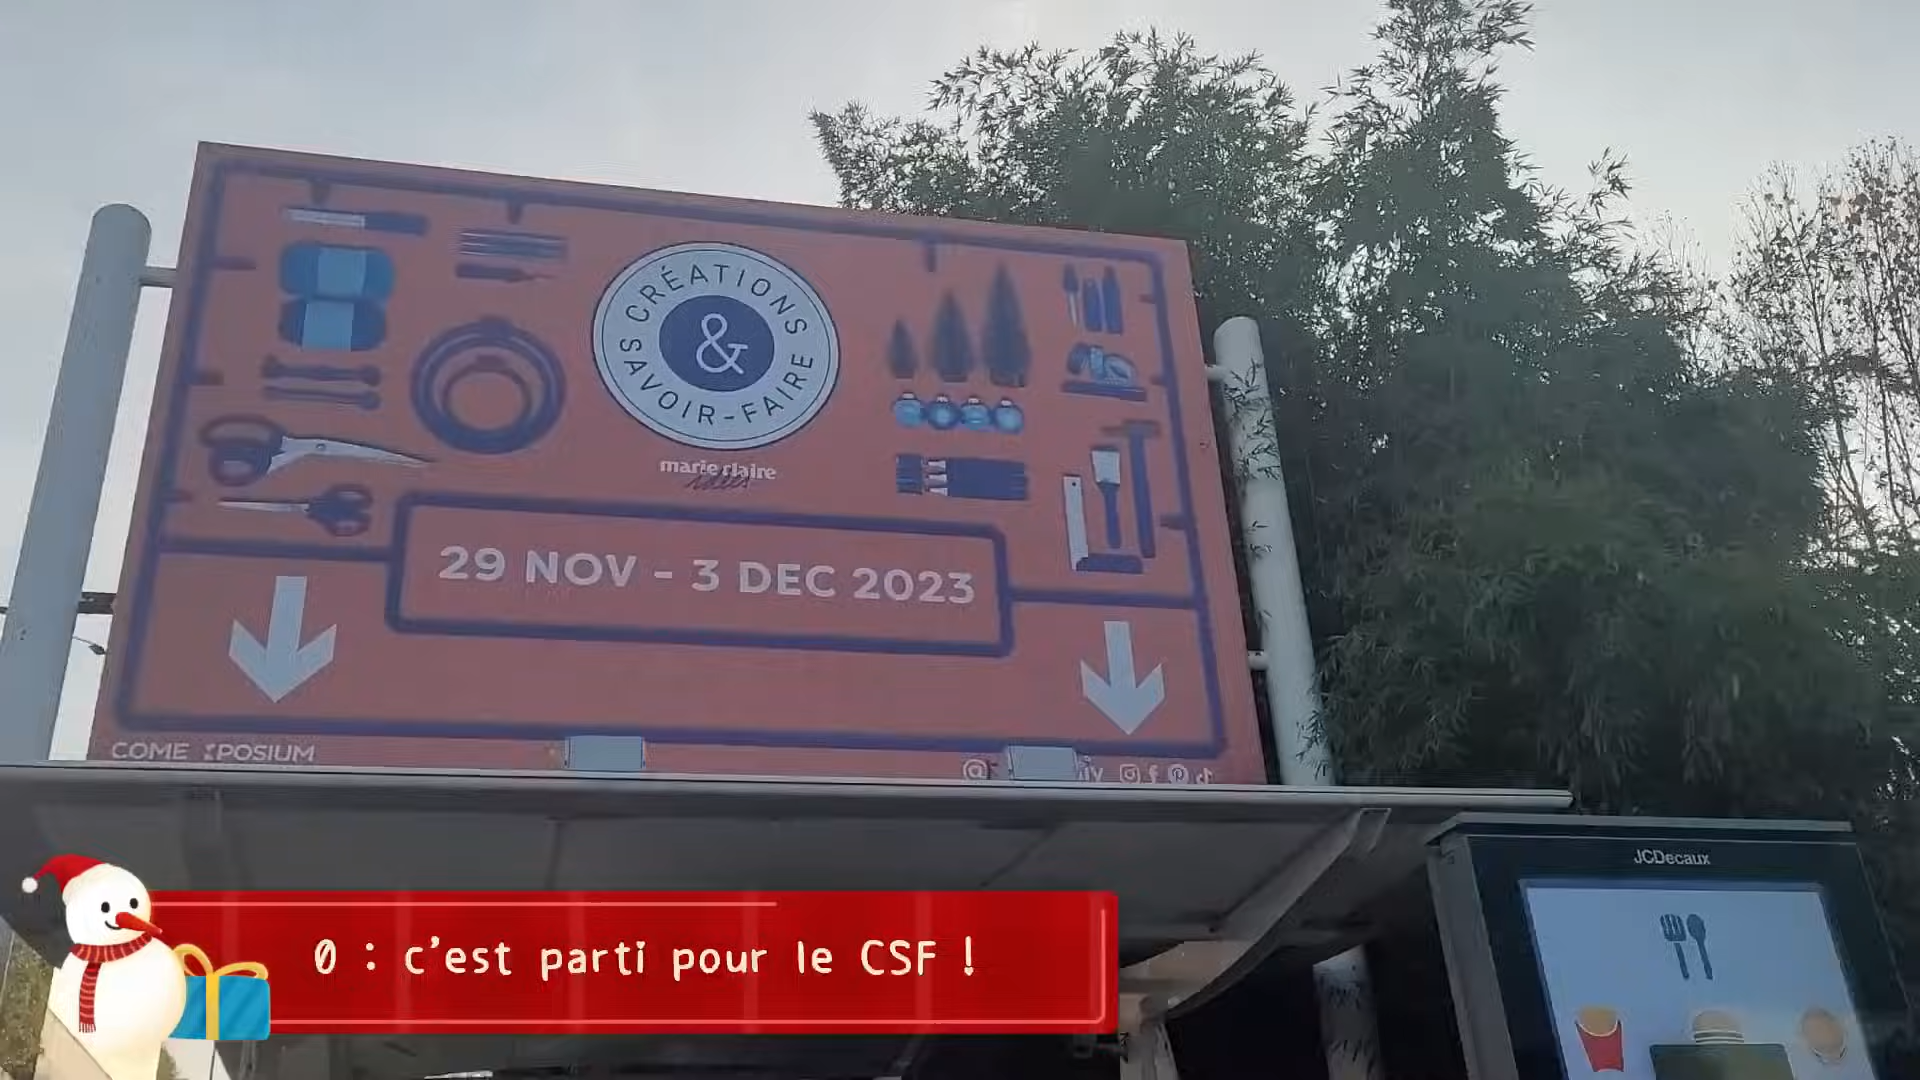 CRÉATIONS
&
SAVOIR-FAIRE
marie claire
idées
29 NOV - 3 DEC 2023
COME XPOSIUM
@
JCDecaux
0 : c'est parti pour le CSF !